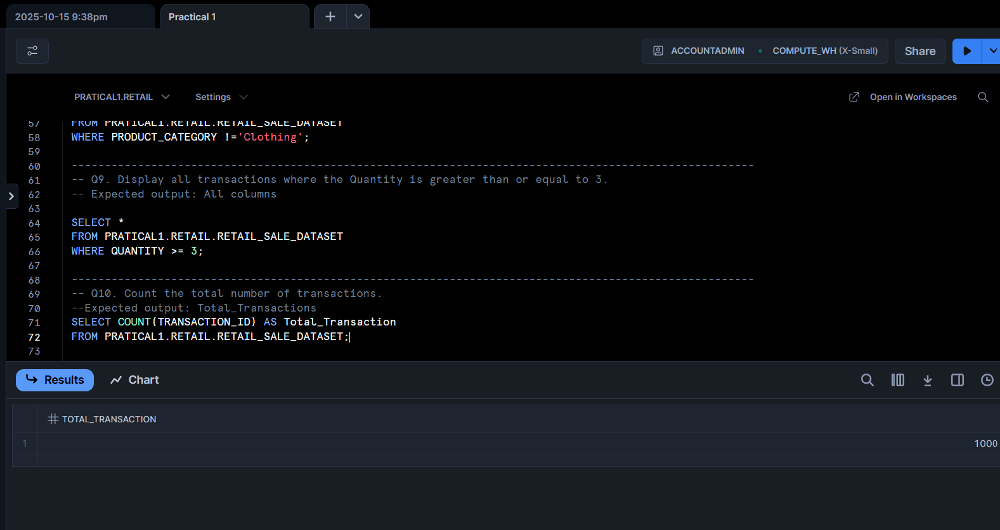 2025-10-15 9:38pm
Practical 1
ACCOUNTADMIN • COMPUTE_WH (X-Small)
Share
PRATICAL1.RETAIL
Settings
Open in Workspaces
57 FROM PRATICAL1.RETAIL.RETAIL_SALE_DATASET
58 WHERE PRODUCT_CATEGORY !='Clothing';
59
60 -------------------------------------------------------------------------------------------------------
61 -- Q9. Display all transactions where the Quantity is greater than or equal to 3.
62 -- Expected output: All columns
63
64 SELECT *
65 FROM PRATICAL1.RETAIL.RETAIL_SALE_DATASET
66 WHERE QUANTITY >= 3;
67
68 -------------------------------------------------------------------------------------------------------
69 -- Q10. Count the total number of transactions.
70 --Expected output: Total_Transactions
71 SELECT COUNT(TRANSACTION_ID) AS Total_Transaction
72 FROM PRATICAL1.RETAIL.RETAIL_SALE_DATASET;
73
Results
Chart
TOTAL_TRANSACTION
1 1000